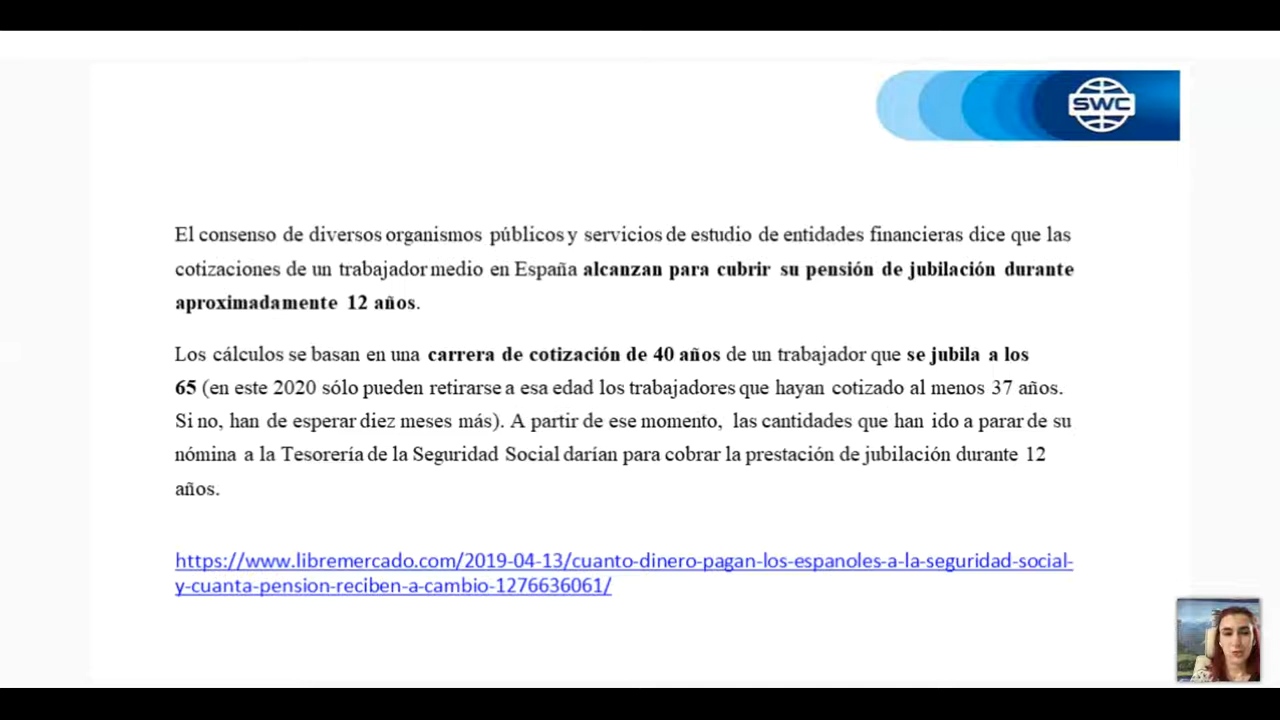 SWC
El consenso de diversos organismos públicos y servicios de estudio de entidades financieras dice que las
cotizaciones de un trabajador medio en España alcanzan para cubrir su pensión de jubilación durante
aproximadamente 12 años.
Los cálculos se basan en una carrera de cotización de 40 años de un trabajador que se jubila a los
65 (en este 2020 sólo pueden retirarse a esa edad los trabajadores que hayan cotizado al menos 37 años.
Si no, han de esperar diez meses más). A partir de ese momento, las cantidades que han ido a parar de su
nómina a la Tesorería de la Seguridad Social darían para cobrar la prestación de jubilación durante 12
años.
https://www.libremercado.com/2019-04-13/cuanto-dinero-pagan-los-espanoles-a-la-seguridad-social-
y-cuanta-pension-reciben-a-cambio-1276636061/